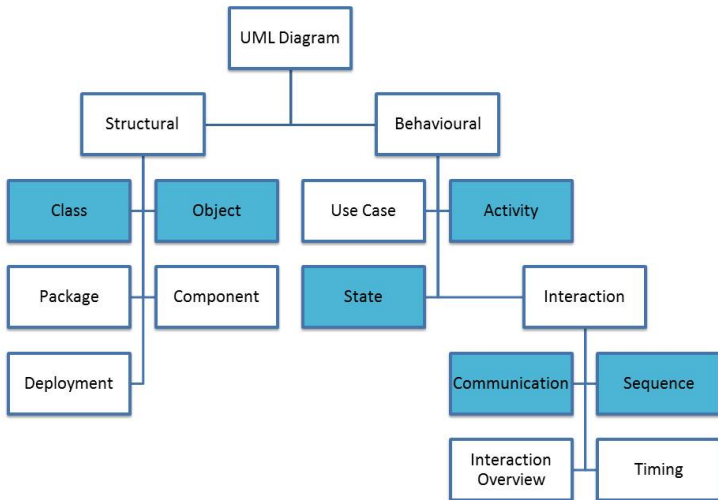 UML Diagram
Structural
Behavioural
Class
Object
Use Case
Activity
Package
Component
State
Interaction
Deployment
Communication
Sequence
Interaction
Overview
Timing